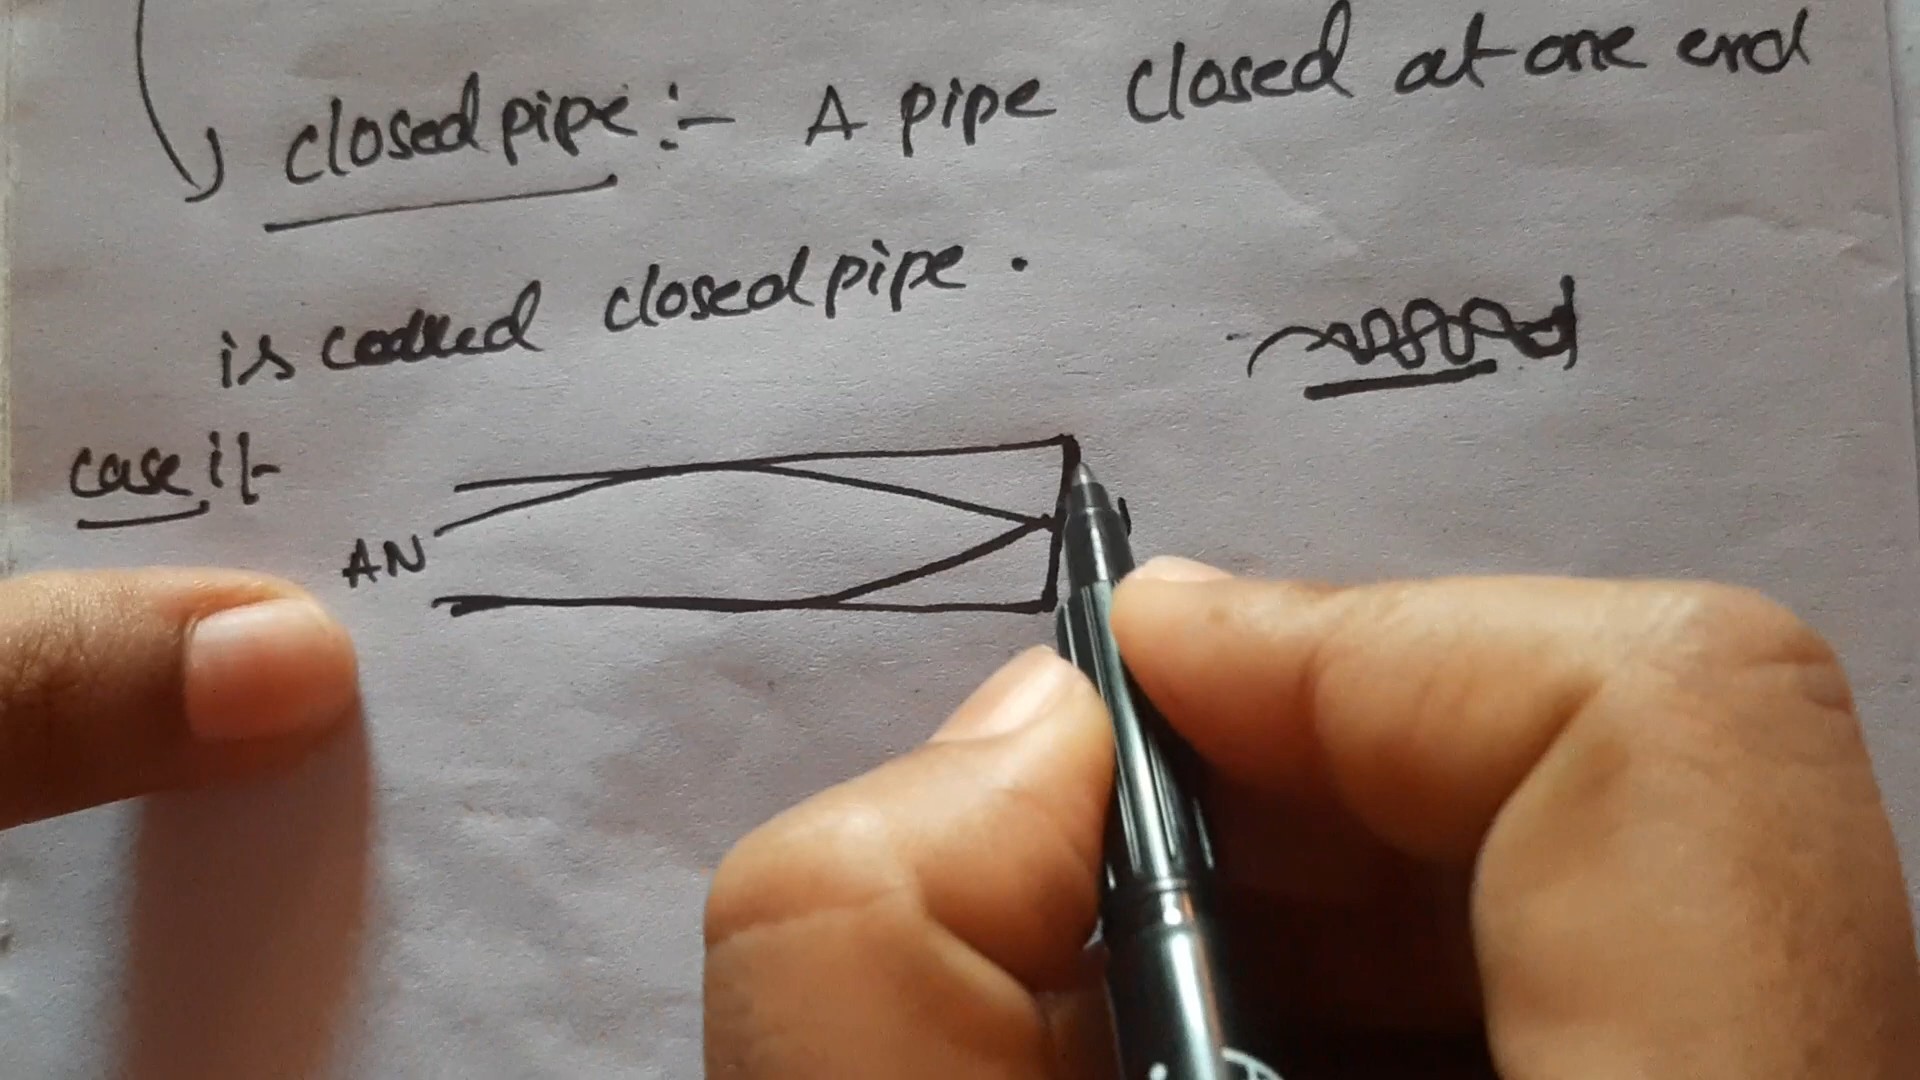 closed pipe :- A pipe closed at one end
is called closed pipe .
case i :-
AN